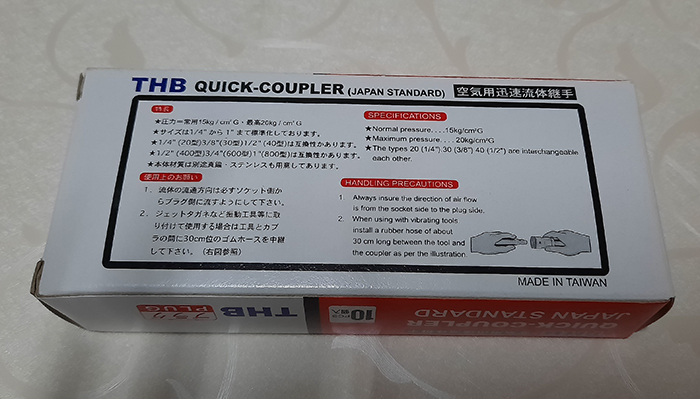 THB QUICK-COUPLER (JAPAN STANDARD) 空気用迅速流体継手
特長
★圧力ー常用15kg / cm² G・最高20kg / cm² G
★サイズは1/4" から 1" まで標準化しております。
★1/4" (20型)3/8"(30型)1/2" (40型)は互換性かあります。
★1/2" (400型)3/4"(600型)1"(800型)は互換性かあります。
★本体材質は別途真鍮・ステンレスも用意してあります。
使用上のお願い
1. 流体の流通方向は必すソケット側か
らプラグ側に流すようにして下さい。
2. ジェットタガネなど振動工具等に取
り付けて使用する場合は工具とカプ
ラの間に30cm位のゴムホースを中継
して下さい。(右図参照)
SPECIFICATIONS
★Normal pressure. . . .15kg/cm²G
★Maximum pressure. . . .20kg/cm²G
★The types 20 (1/4") 30 (3/8") 40 (1/2") are interchangeable
each other.
HANDLING PRECAUTIONS
1. Always insure the direction of air flow
is from the socket side to the plug side.
2. When using with vibrating tools.
install a rubber hose of about
30 cm long between the tool and
the coupler as per the illustration.
MADE IN TAIWAN
THB
プラグ
PLUG
10 PCS
個入
QUICK-COUPLER
JAPAN STANDARD